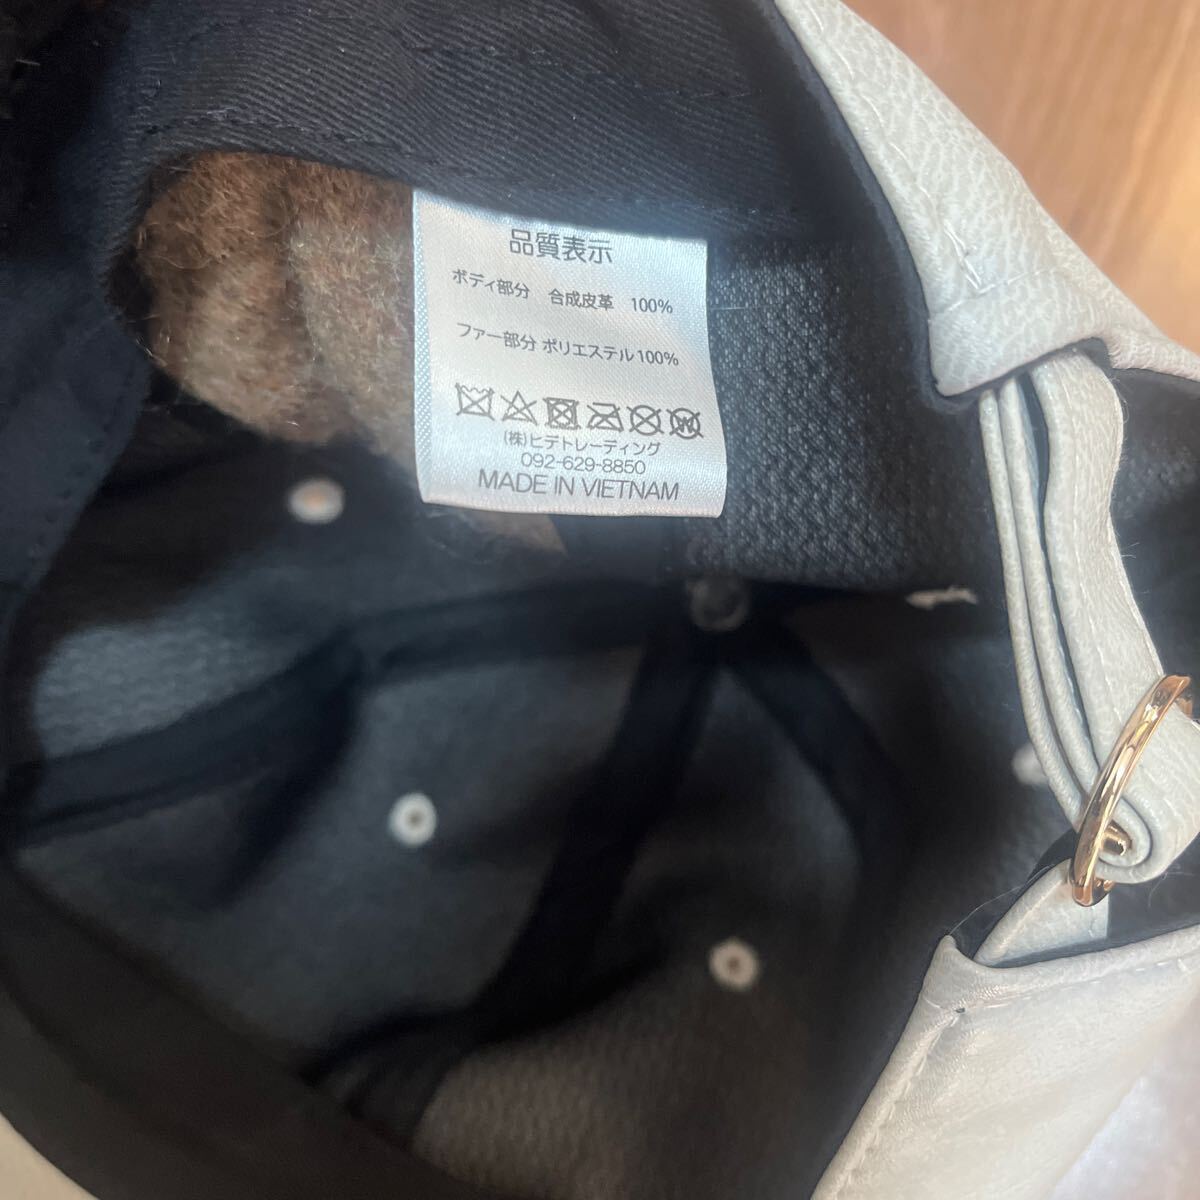 品質表示
ボディ部分 合成皮革 100%
ファー部分 ポリエステル100%
(株)ヒデトレーディング
092-629-8850
MADE IN VIETNAM